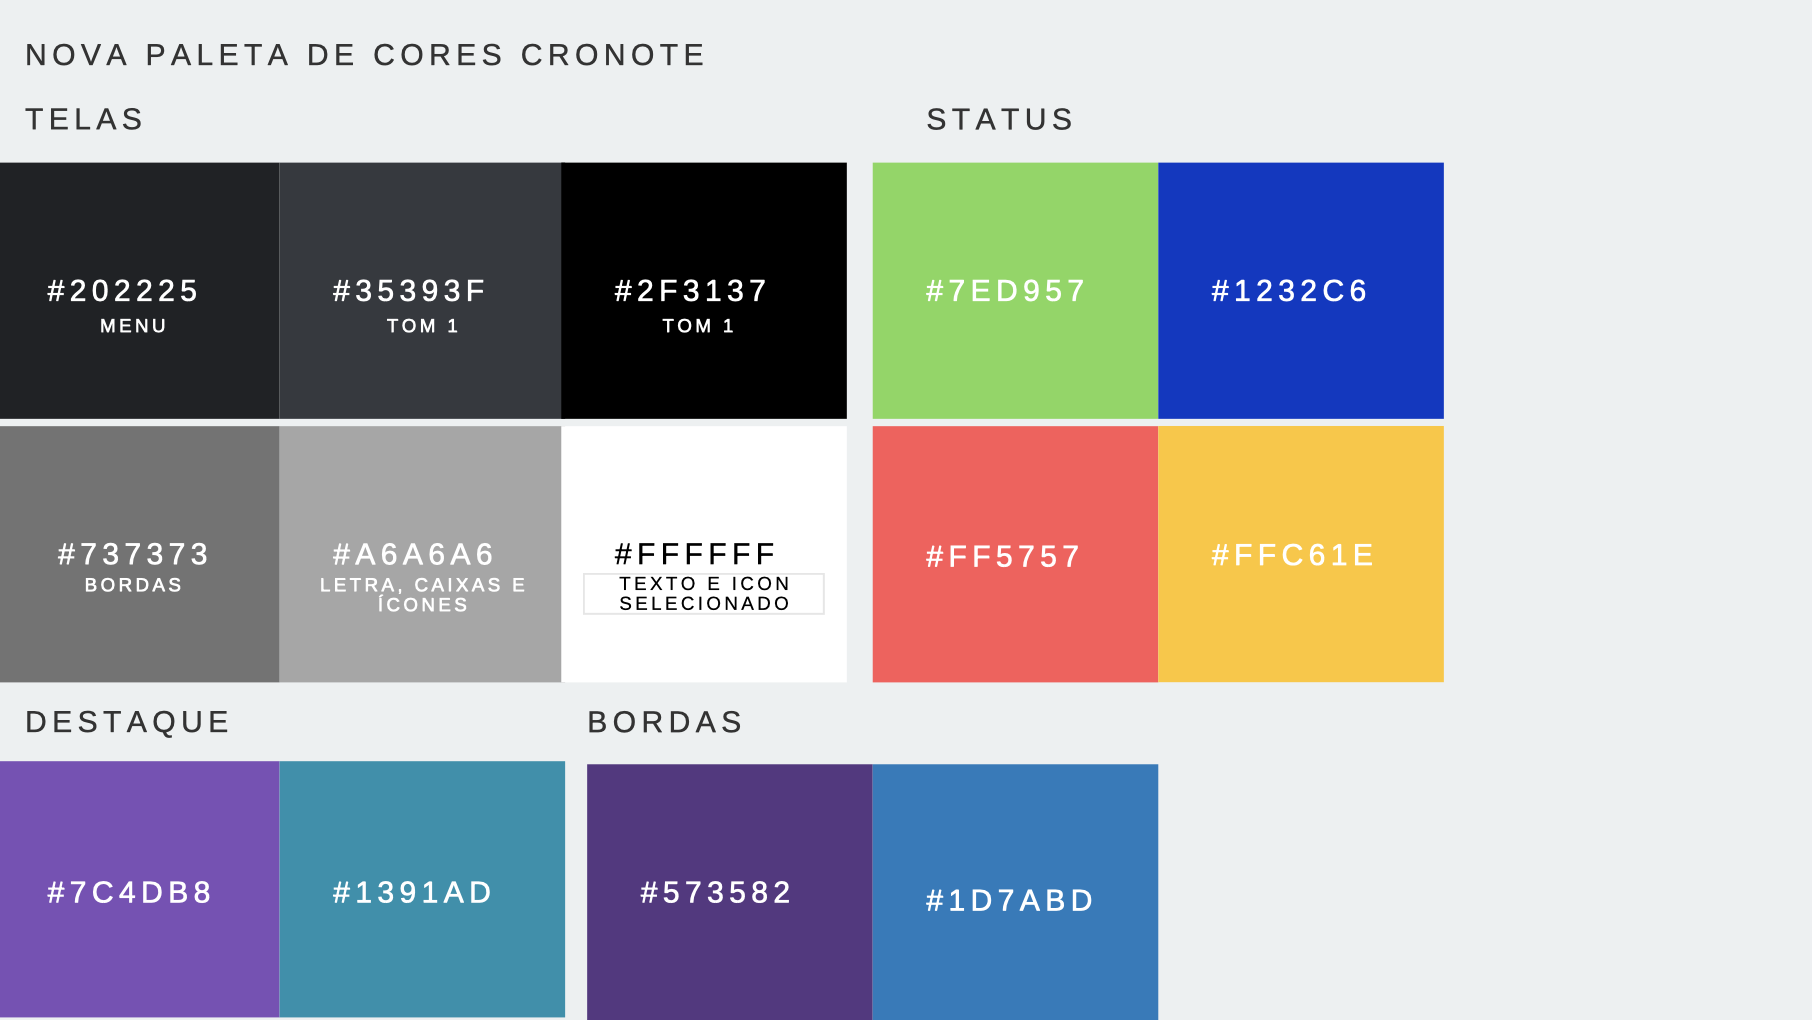 NOVA PALETA DE CORES CRONOTE
TELAS
STATUS
#202225
MENU
#35393F
TOM 1
#2F3137
TOM 1
#7ED957
#1232C6
#737373
BORDAS
#A6A6A6
LETRA, CAIXAS E
ÍCONES
#FFFFFF
TEXTO E ICON
SELECIONADO
#FF5757
#FFC61E
DESTAQUE
BORDAS
#7C4DB8
#1391AD
#573582
#1D7ABD